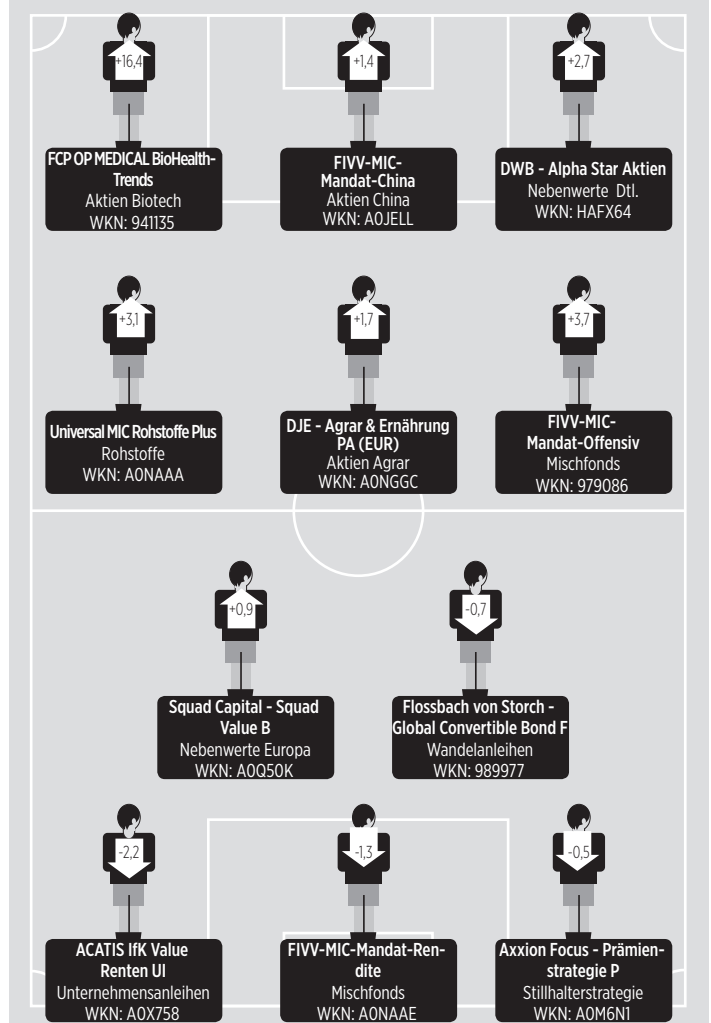 +16,4
+1,4
+2,7
FCP OP MEDICAL BioHealth-
Trends
Aktien Biotech
WKN: 941135
FIVV-MIC-
Mandat-China
Aktien China
WKN: A0JELL
DWB - Alpha Star Aktien
Nebenwerte Dtl.
WKN: HAFX64
+3,1
+1,7
+3,7
Universal MIC Rohstoffe Plus
Rohstoffe
WKN: A0NAAA
DJE - Agrar & Ernährung
PA (EUR)
Aktien Agrar
WKN: A0NGGC
FIVV-MIC-
Mandat-Offensiv
Mischfonds
WKN: 979086
+0,9
-0,7
Squad Capital - Squad
Value B
Nebenwerte Europa
WKN: A0Q50K
Flossbach von Storch -
Global Convertible Bond F
Wandelanleihen
WKN: 989977
-2,2
-1,3
-0,5
ACATIS IfK Value
Renten UI
Unternehmensanleihen
WKN: A0X758
FIVV-MIC-Mandat-Ren-
dite
Mischfonds
WKN: A0NAAE
Axxion Focus - Prämien-
strategie P
Stillhalterstrategie
WKN: A0M6N1